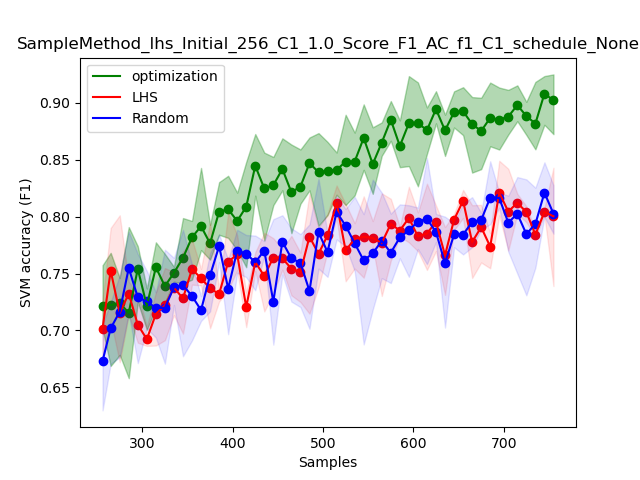 SampleMethod_lhs_Initial_256_C1_1.0_Score_F1_AC_f1_C1_schedule_None
optimization
LHS
Random
0.90
0.85
0.80
0.75
0.70
0.65
SVM accuracy (F1)
300
400
500
600
700
Samples